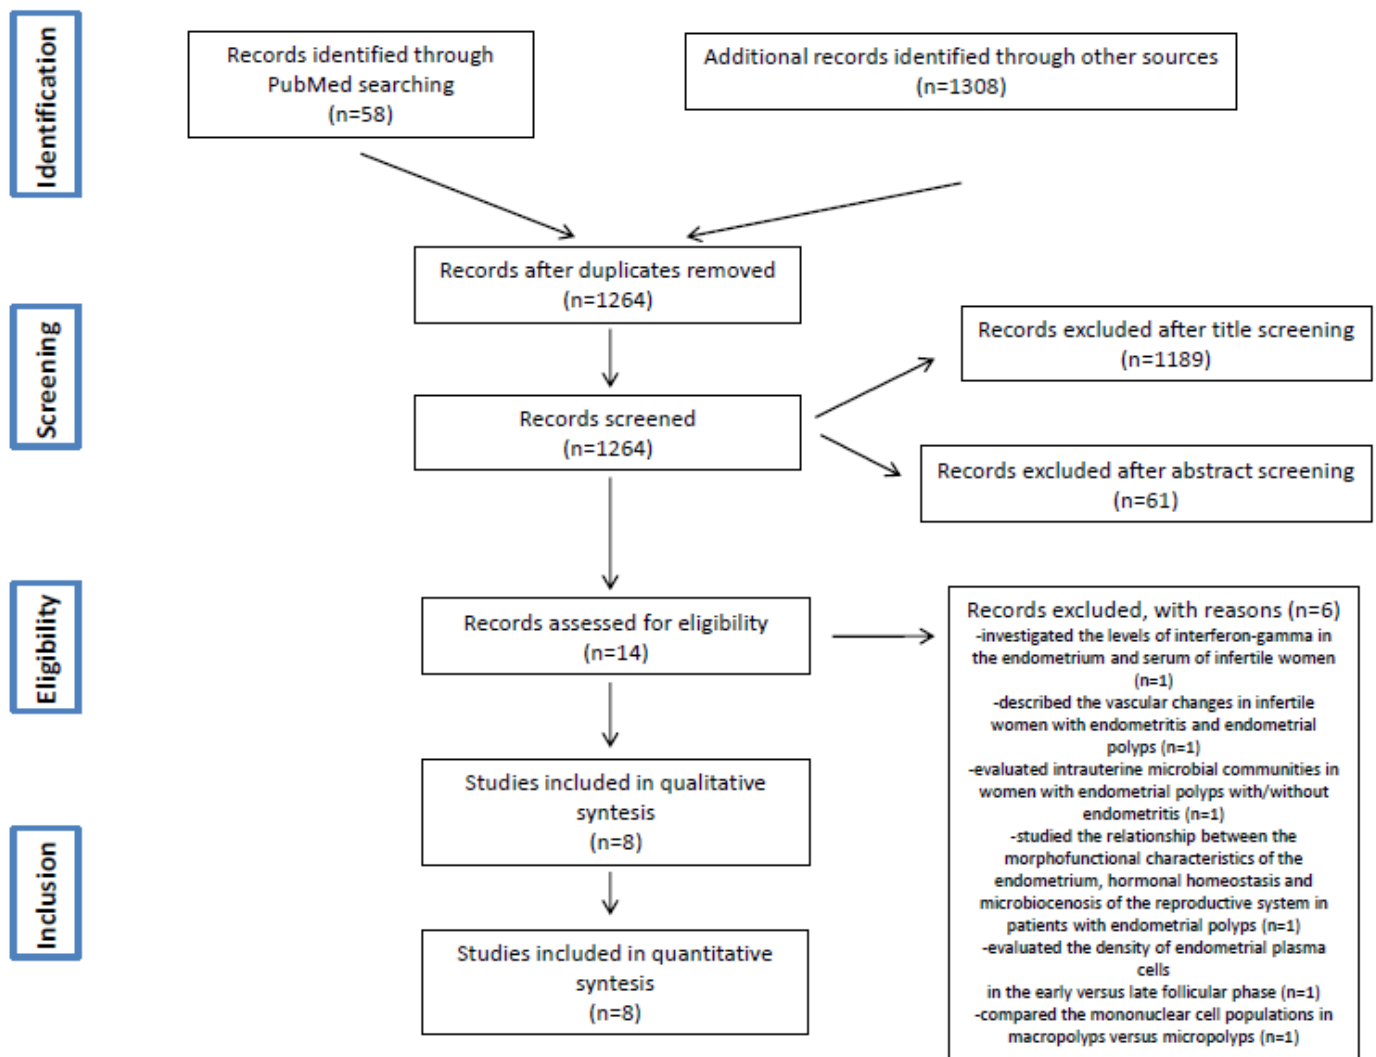 Identification
Records identified through
PubMed searching
(n=58)
Additional records identified through other sources
(n=1308)
Records after duplicates removed
(n=1264)
Screening
Records excluded after title screening
(n=1189)
Records screened
(n=1264)
Records excluded after abstract screening
(n=61)
Eligibility
Records assessed for eligibility
(n=14)
Records excluded, with reasons (n=6)
-investigated the levels of interferon-gamma in
the endometrium and serum of infertile women
(n=1)
-described the vascular changes in infertile
women with endometritis and endometrial
polyps (n=1)
-evaluated intrauterine microbial communities in
women with endometrial polyps with/without
endometritis (n=1)
-studied the relationship between the
morphofunctional characteristics of the
endometrium, hormonal homeostasis and
microbiocenosis of the reproductive system in
patients with endometrial polyps (n=1)
-evaluated the density of endometrial plasma
cells
in the early versus late follicular phase (n=1)
-compared the mononuclear cell populations in
macropolyps versus micropolyps (n=1)
Inclusion
Studies included in qualitative
syntesis
(n=8)
Studies included in quantitative
syntesis
(n=8)